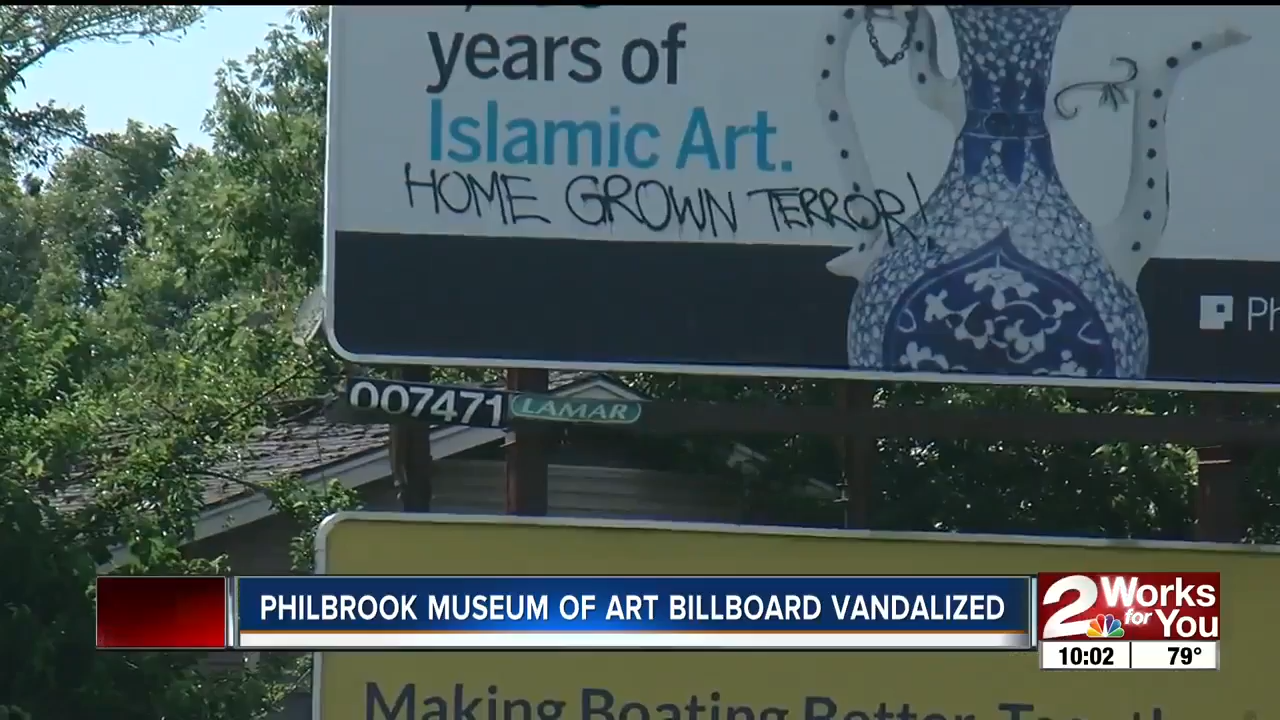 years of
Islamic Art.
HOME GROWN TERROR!
Ph
007471 LAMAR
PHILBROOK MUSEUM OF ART BILLBOARD VANDALIZED
2 Works for You
10:02 79°
Making Boating Better.